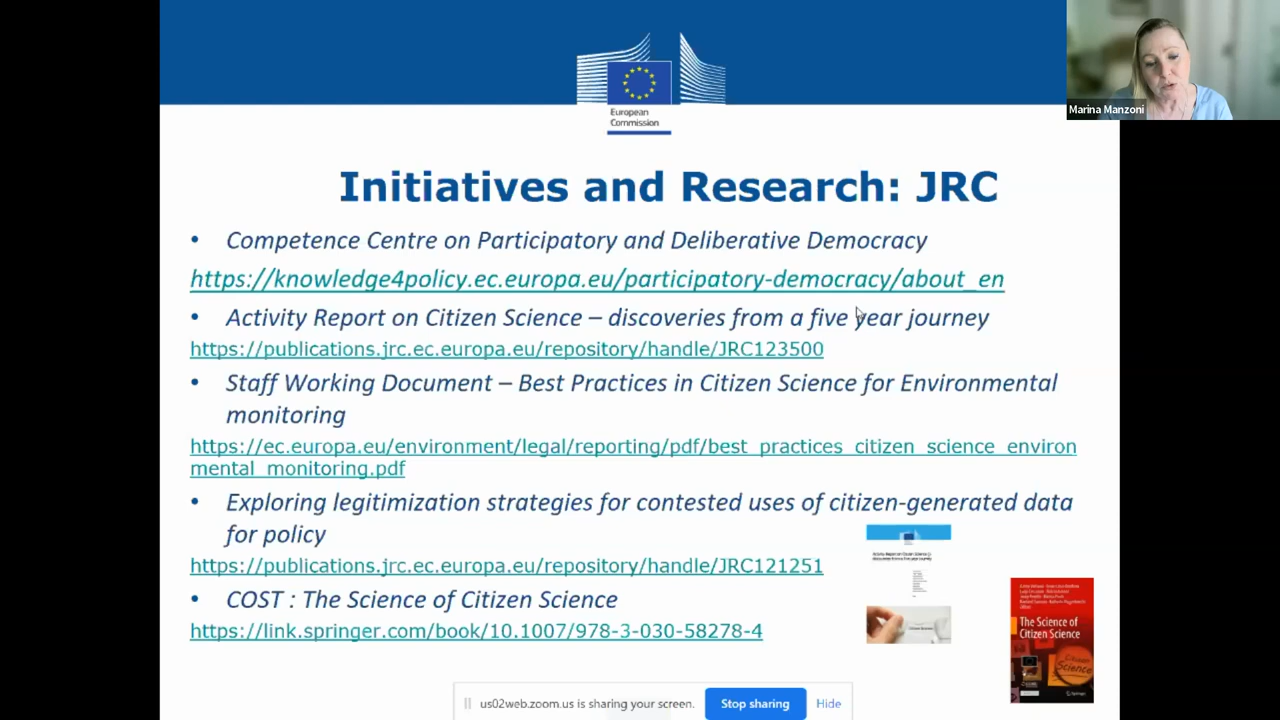 European
Commission
Marina Manzoni
Initiatives and Research: JRC
• Competence Centre on Participatory and Deliberative Democracy
https://knowledge4policy.ec.europa.eu/participatory-democracy/about_en
• Activity Report on Citizen Science – discoveries from a five year journey
https://publications.jrc.ec.europa.eu/repository/handle/JRC123500
• Staff Working Document – Best Practices in Citizen Science for Environmental
monitoring
https://ec.europa.eu/environment/legal/reporting/pdf/best_practices_citizen_science_environ
mental_monitoring.pdf
• Exploring legitimization strategies for contested uses of citizen-generated data
for policy
https://publications.jrc.ec.europa.eu/repository/handle/JRC121251
• COST : The Science of Citizen Science
https://link.springer.com/book/10.1007/978-3-030-58278-4
The Science of
Citizen Science
Citizen
Science
us02web.zoom.us is sharing your screen.
Stop sharing
Hide